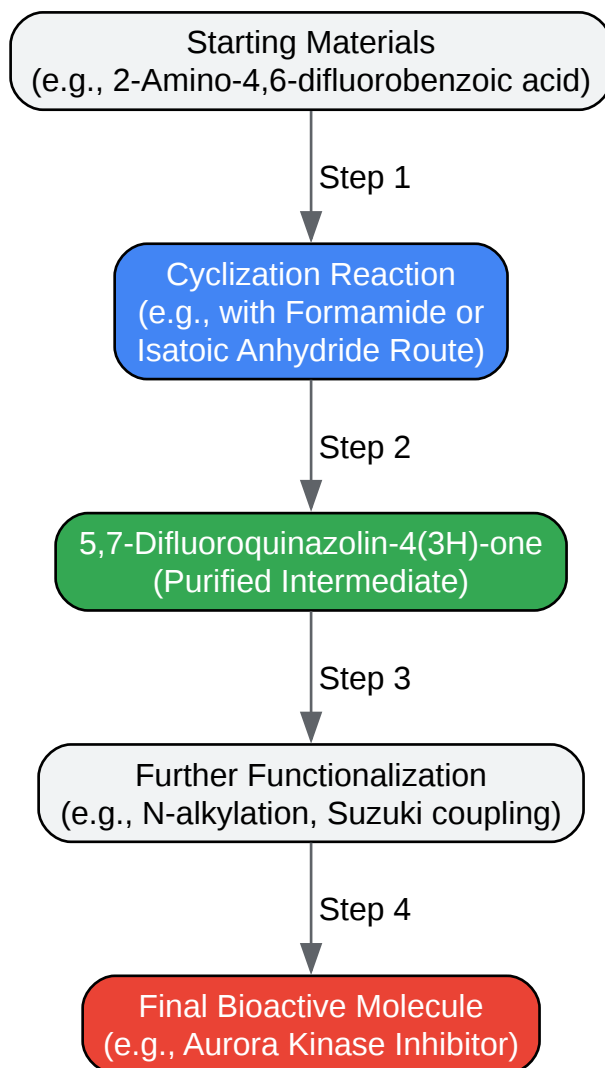 Starting Materials
(e.g., 2-Amino-4,6-difluorobenzoic acid)
Step 1
Cyclization Reaction
(e.g., with Formamide or
Isatoic Anhydride Route)
Step 2
5,7-Difluoroquinazolin-4(3H)-one
(Purified Intermediate)
Step 3
Further Functionalization
(e.g., N-alkylation, Suzuki coupling)
Step 4
Final Bioactive Molecule
(e.g., Aurora Kinase Inhibitor)